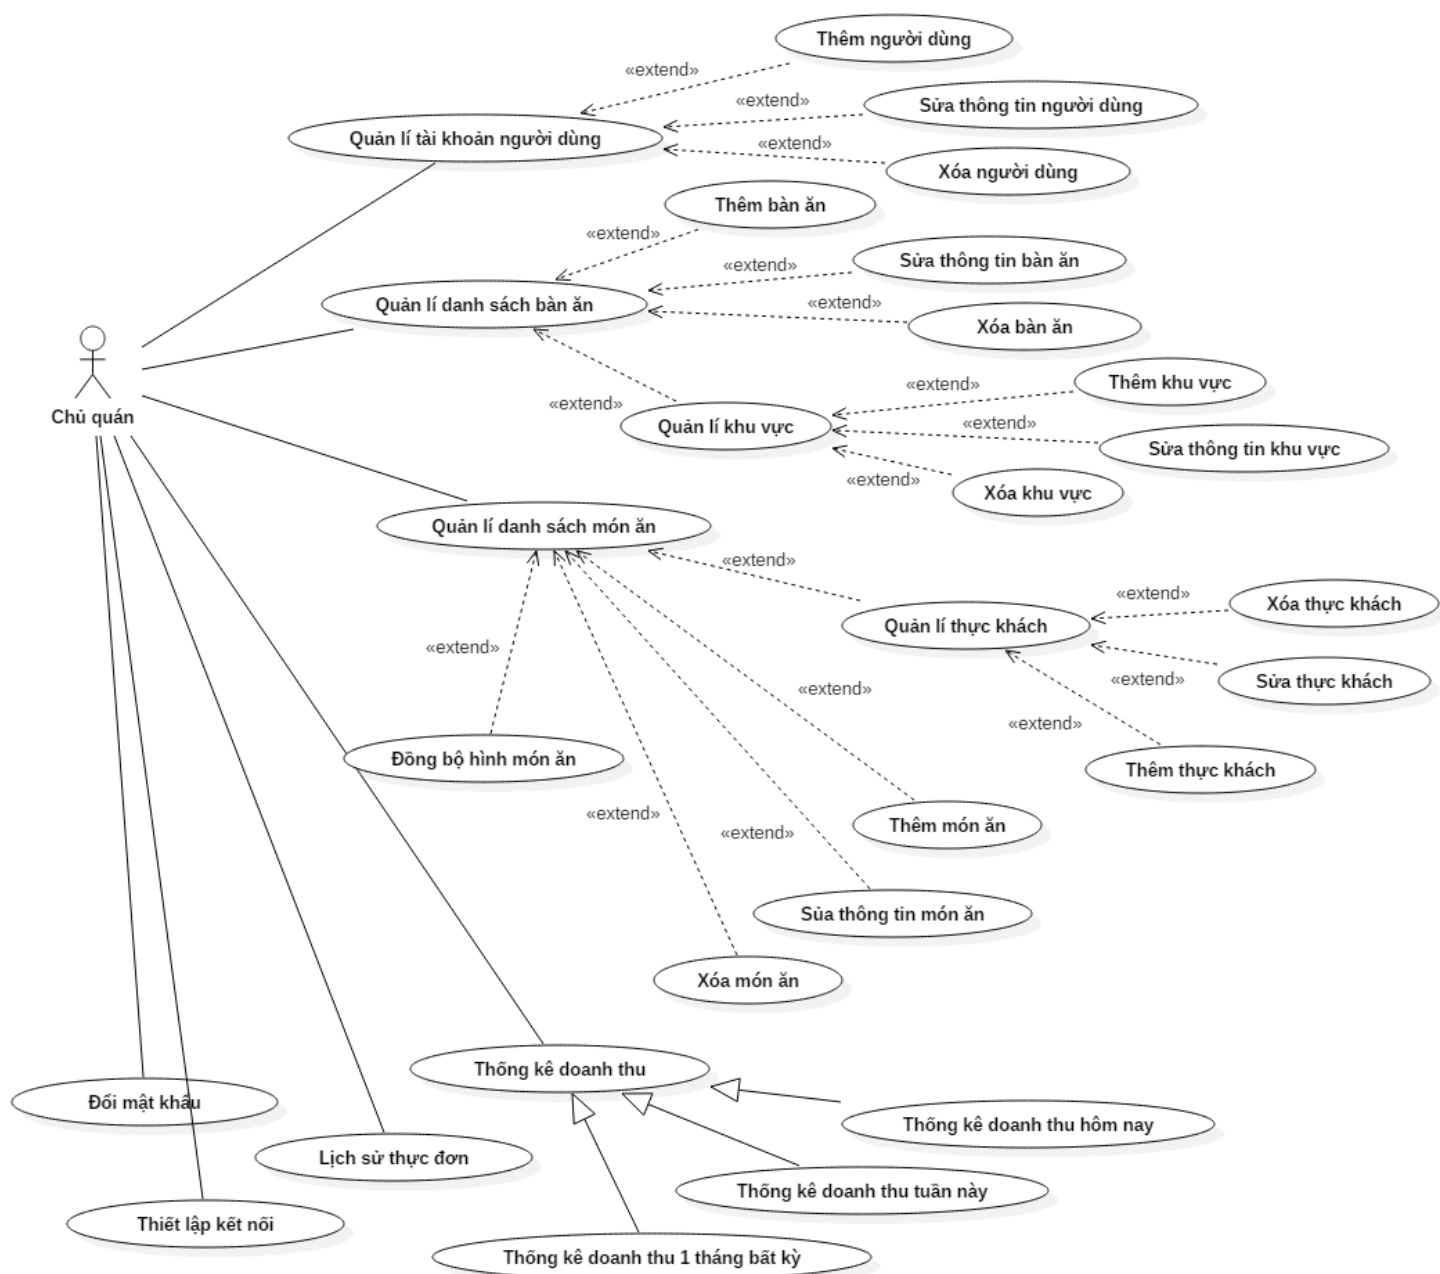 Thêm người dùng
«extend»
«extend»
Sửa thông tin người dùng
Quản lí tài khoản người dùng
«extend»
Xóa người dùng
Thêm bàn ăn
«extend»
Sửa thông tin bàn ăn
«extend»
Quản lí danh sách bàn ăn
«extend»
Xóa bàn ăn
Thêm khu vực
«extend»
«extend»
Chủ quán
Quản lí khu vực
«extend»
Sửa thông tin khu vực
«extend»
Xóa khu vực
Quản lí danh sách món ăn
«extend»
«extend»
Xóa thực khách
Quản lí thực khách
«extend»
«extend»
Sửa thực khách
«extend»
«extend»
Đồng bộ hình món ăn
Thêm thực khách
«extend»
Thêm món ăn
«extend»
Sủa thông tin món ăn
Xóa món ăn
Thống kê doanh thu
Đổi mật khẩu
Thống kê doanh thu hôm nay
Lịch sử thực đơn
Thống kê doanh thu tuần này
Thiết lập kết nối
Thống kê doanh thu 1 tháng bất kỳ